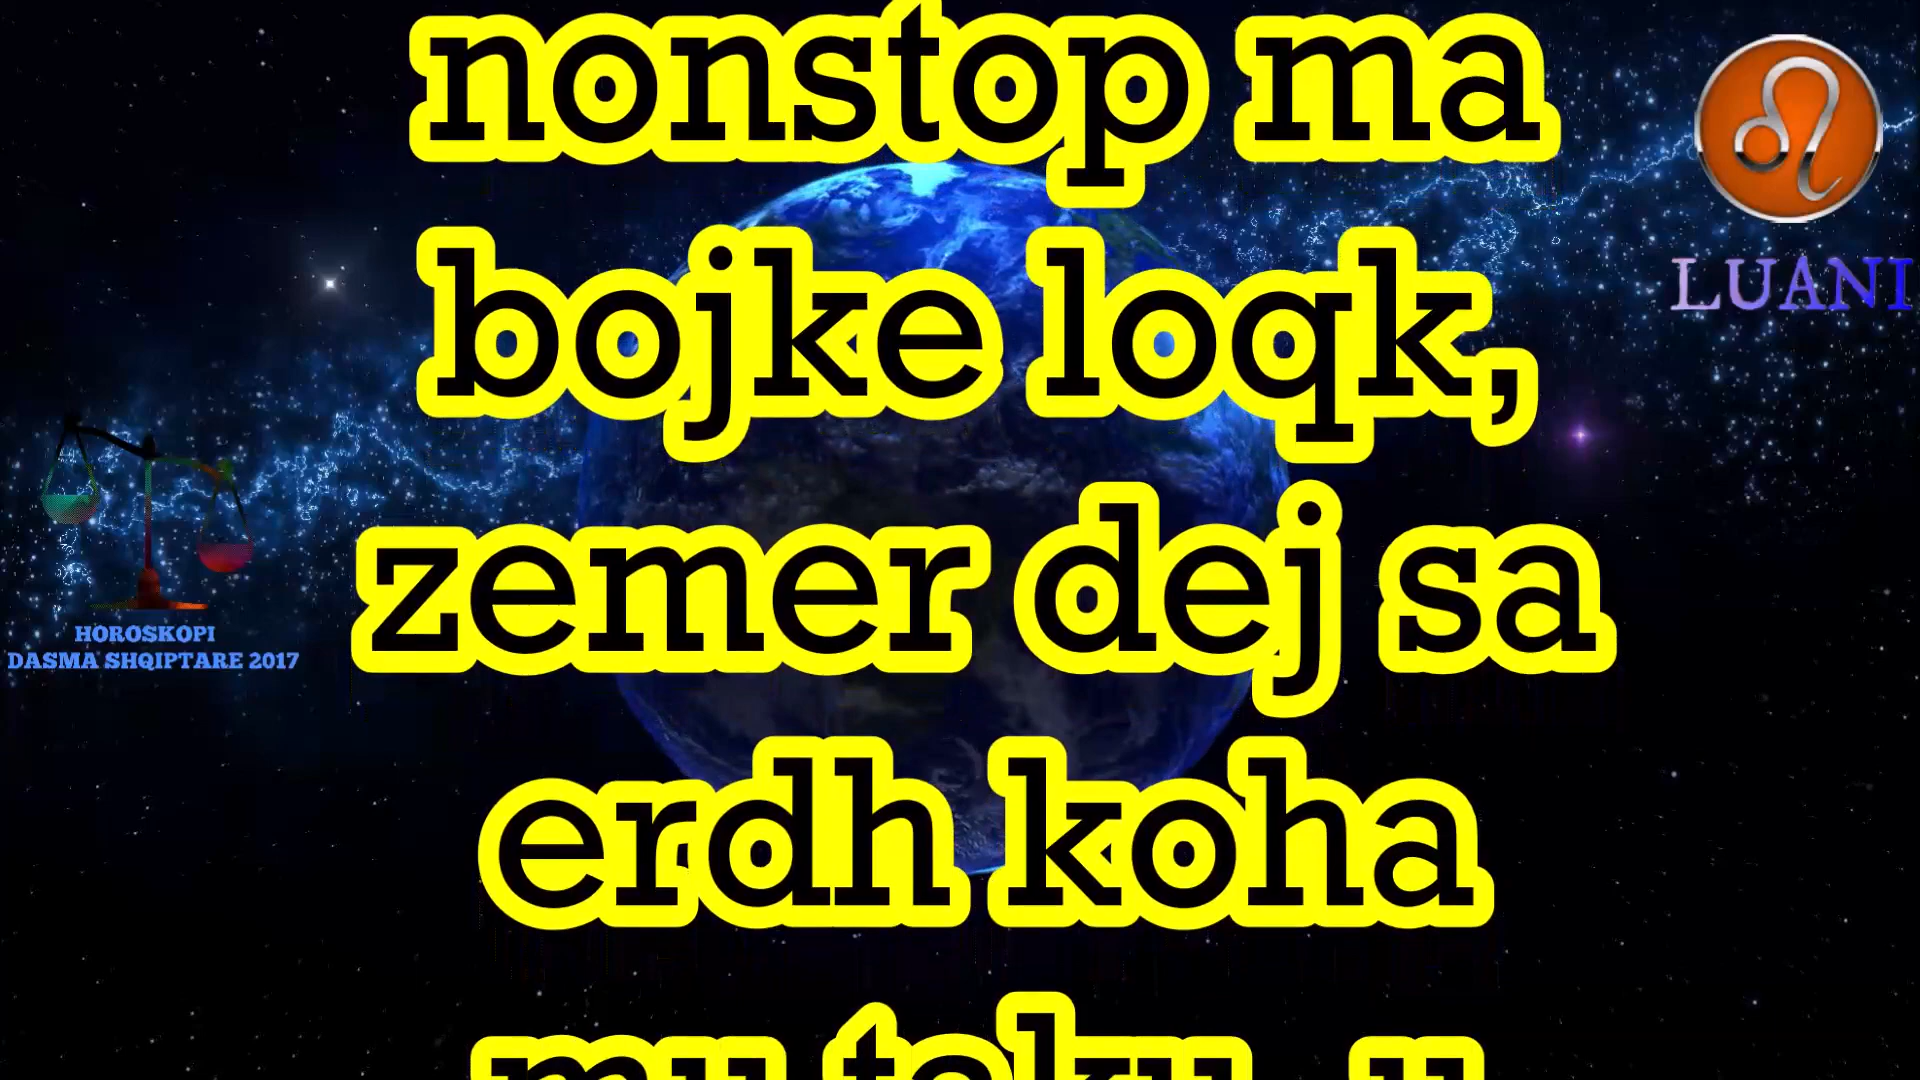 nonstop ma
bojke loqk,
zemer dej sa
erdh koha
LUANI
HOROSKOPI
DASMA SHQIPTARE 2017